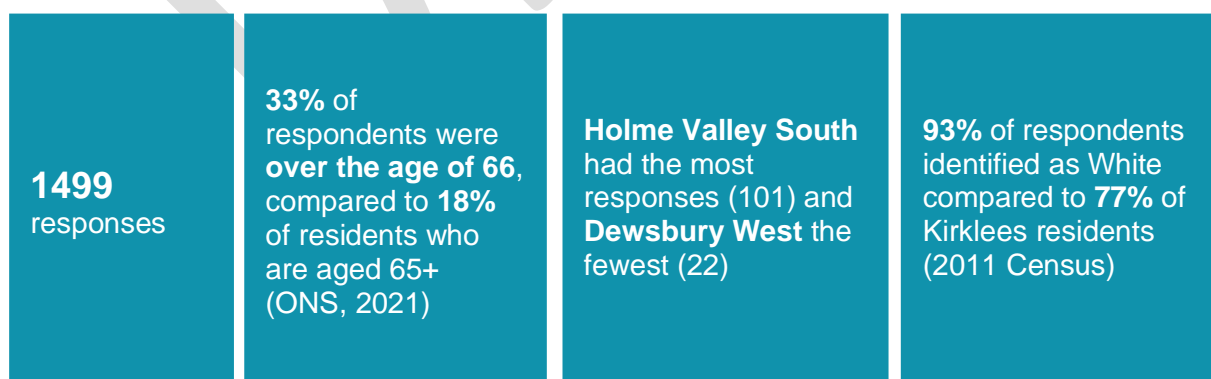 1499
responses
33% of
respondents were
over the age of 66,
compared to 18%
of residents who
are aged 65+
(ONS, 2021)
Holme Valley South
had the most
responses (101) and
Dewsbury West the
fewest (22)
93% of respondents
identified as White
compared to 77% of
Kirklees residents
(2011 Census)